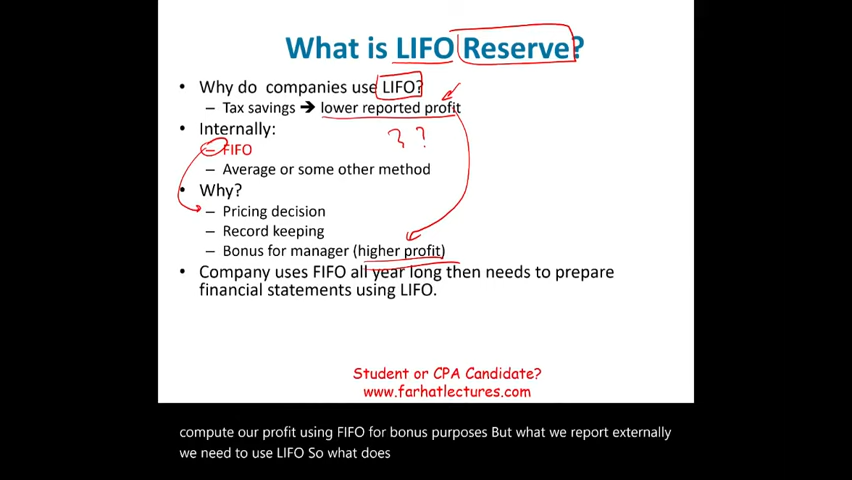 What is LIFO Reserve?
• Why do companies use LIFO?
– Tax savings → lower reported profit
• Internally:
3 ?
– FIFO
– Average or some other method
• Why?
– Pricing decision
– Record keeping
– Bonus for manager (higher profit)
• Company uses FIFO all year long then needs to prepare
financial statements using LIFO.
Student or CPA Candidate?
www.farhatlectures.com
compute our profit using FIFO for bonus purposes But what we report externally
we need to use LIFO So what does